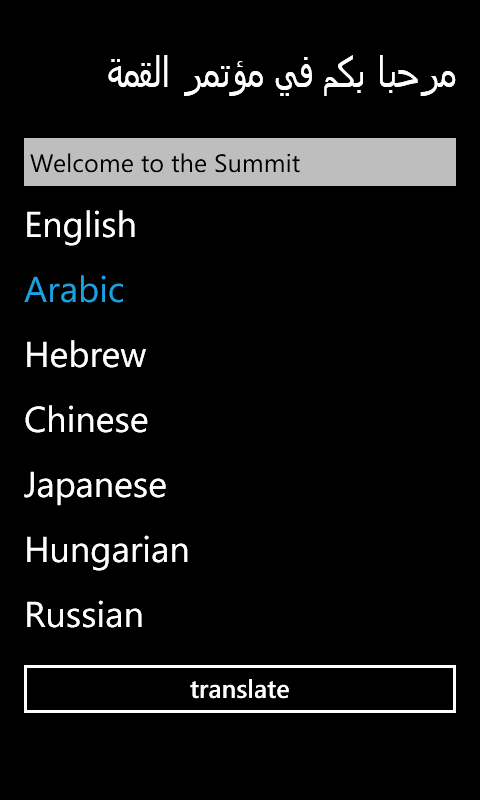 مرحبا بكم في مؤتمر القمة
Welcome to the Summit
English
Arabic
Hebrew
Chinese
Japanese
Hungarian
Russian
translate